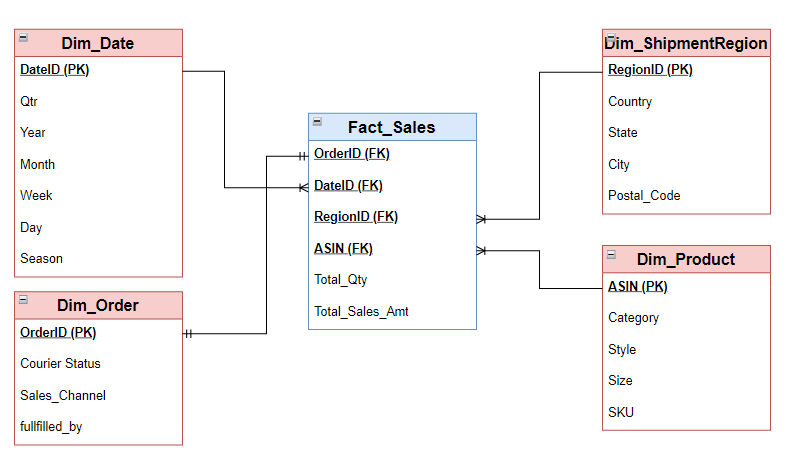 Dim_Date
DateID (PK)
Qtr
Year
Month
Week
Day
Season
Dim_Order
OrderID (PK)
Courier Status
Sales_Channel
fullfilled_by
Fact_Sales
OrderID (FK)
DateID (FK)
RegionID (FK)
ASIN (FK)
Total_Qty
Total_Sales_Amt
Dim_ShipmentRegion
RegionID (PK)
Country
State
City
Postal_Code
Dim_Product
ASIN (PK)
Category
Style
Size
SKU